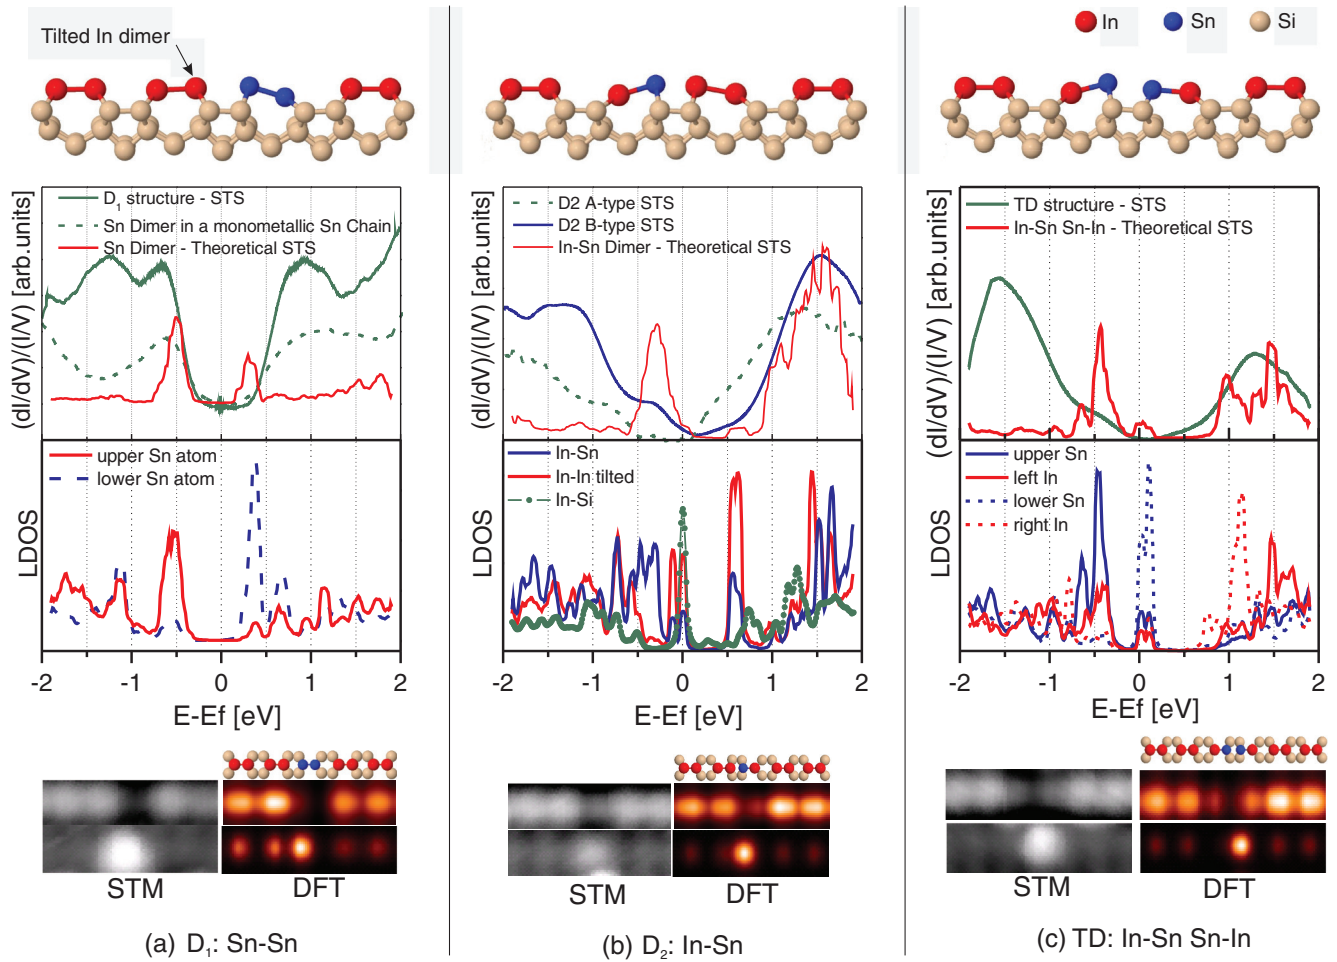 In Sn Si
Tilted In dimer
(dI/dV)/(I/V) [arb.units]
D1 structure - STS
Sn Dimer in a monometallic Sn Chain
Sn Dimer - Theoretical STS
LDOS
upper Sn atom
lower Sn atom
-2 -1 0 1 2
E-Ef [eV]
STM DFT
(a) D1: Sn-Sn
(dI/dV)/(I/V) [arb.units]
D2 A-type STS
D2 B-type STS
In-Sn Dimer - Theoretical STS
LDOS
In-Sn
In-In tilted
In-Si
-2 -1 0 1 2
E-Ef [eV]
STM DFT
(b) D2: In-Sn
(dI/dV)/(I/V) [arb.units]
TD structure - STS
In-Sn Sn-In - Theoretical STS
LDOS
upper Sn
left In
lower Sn
right In
-2 -1 0 1 2
E-Ef [eV]
STM DFT
(c) TD: In-Sn Sn-In